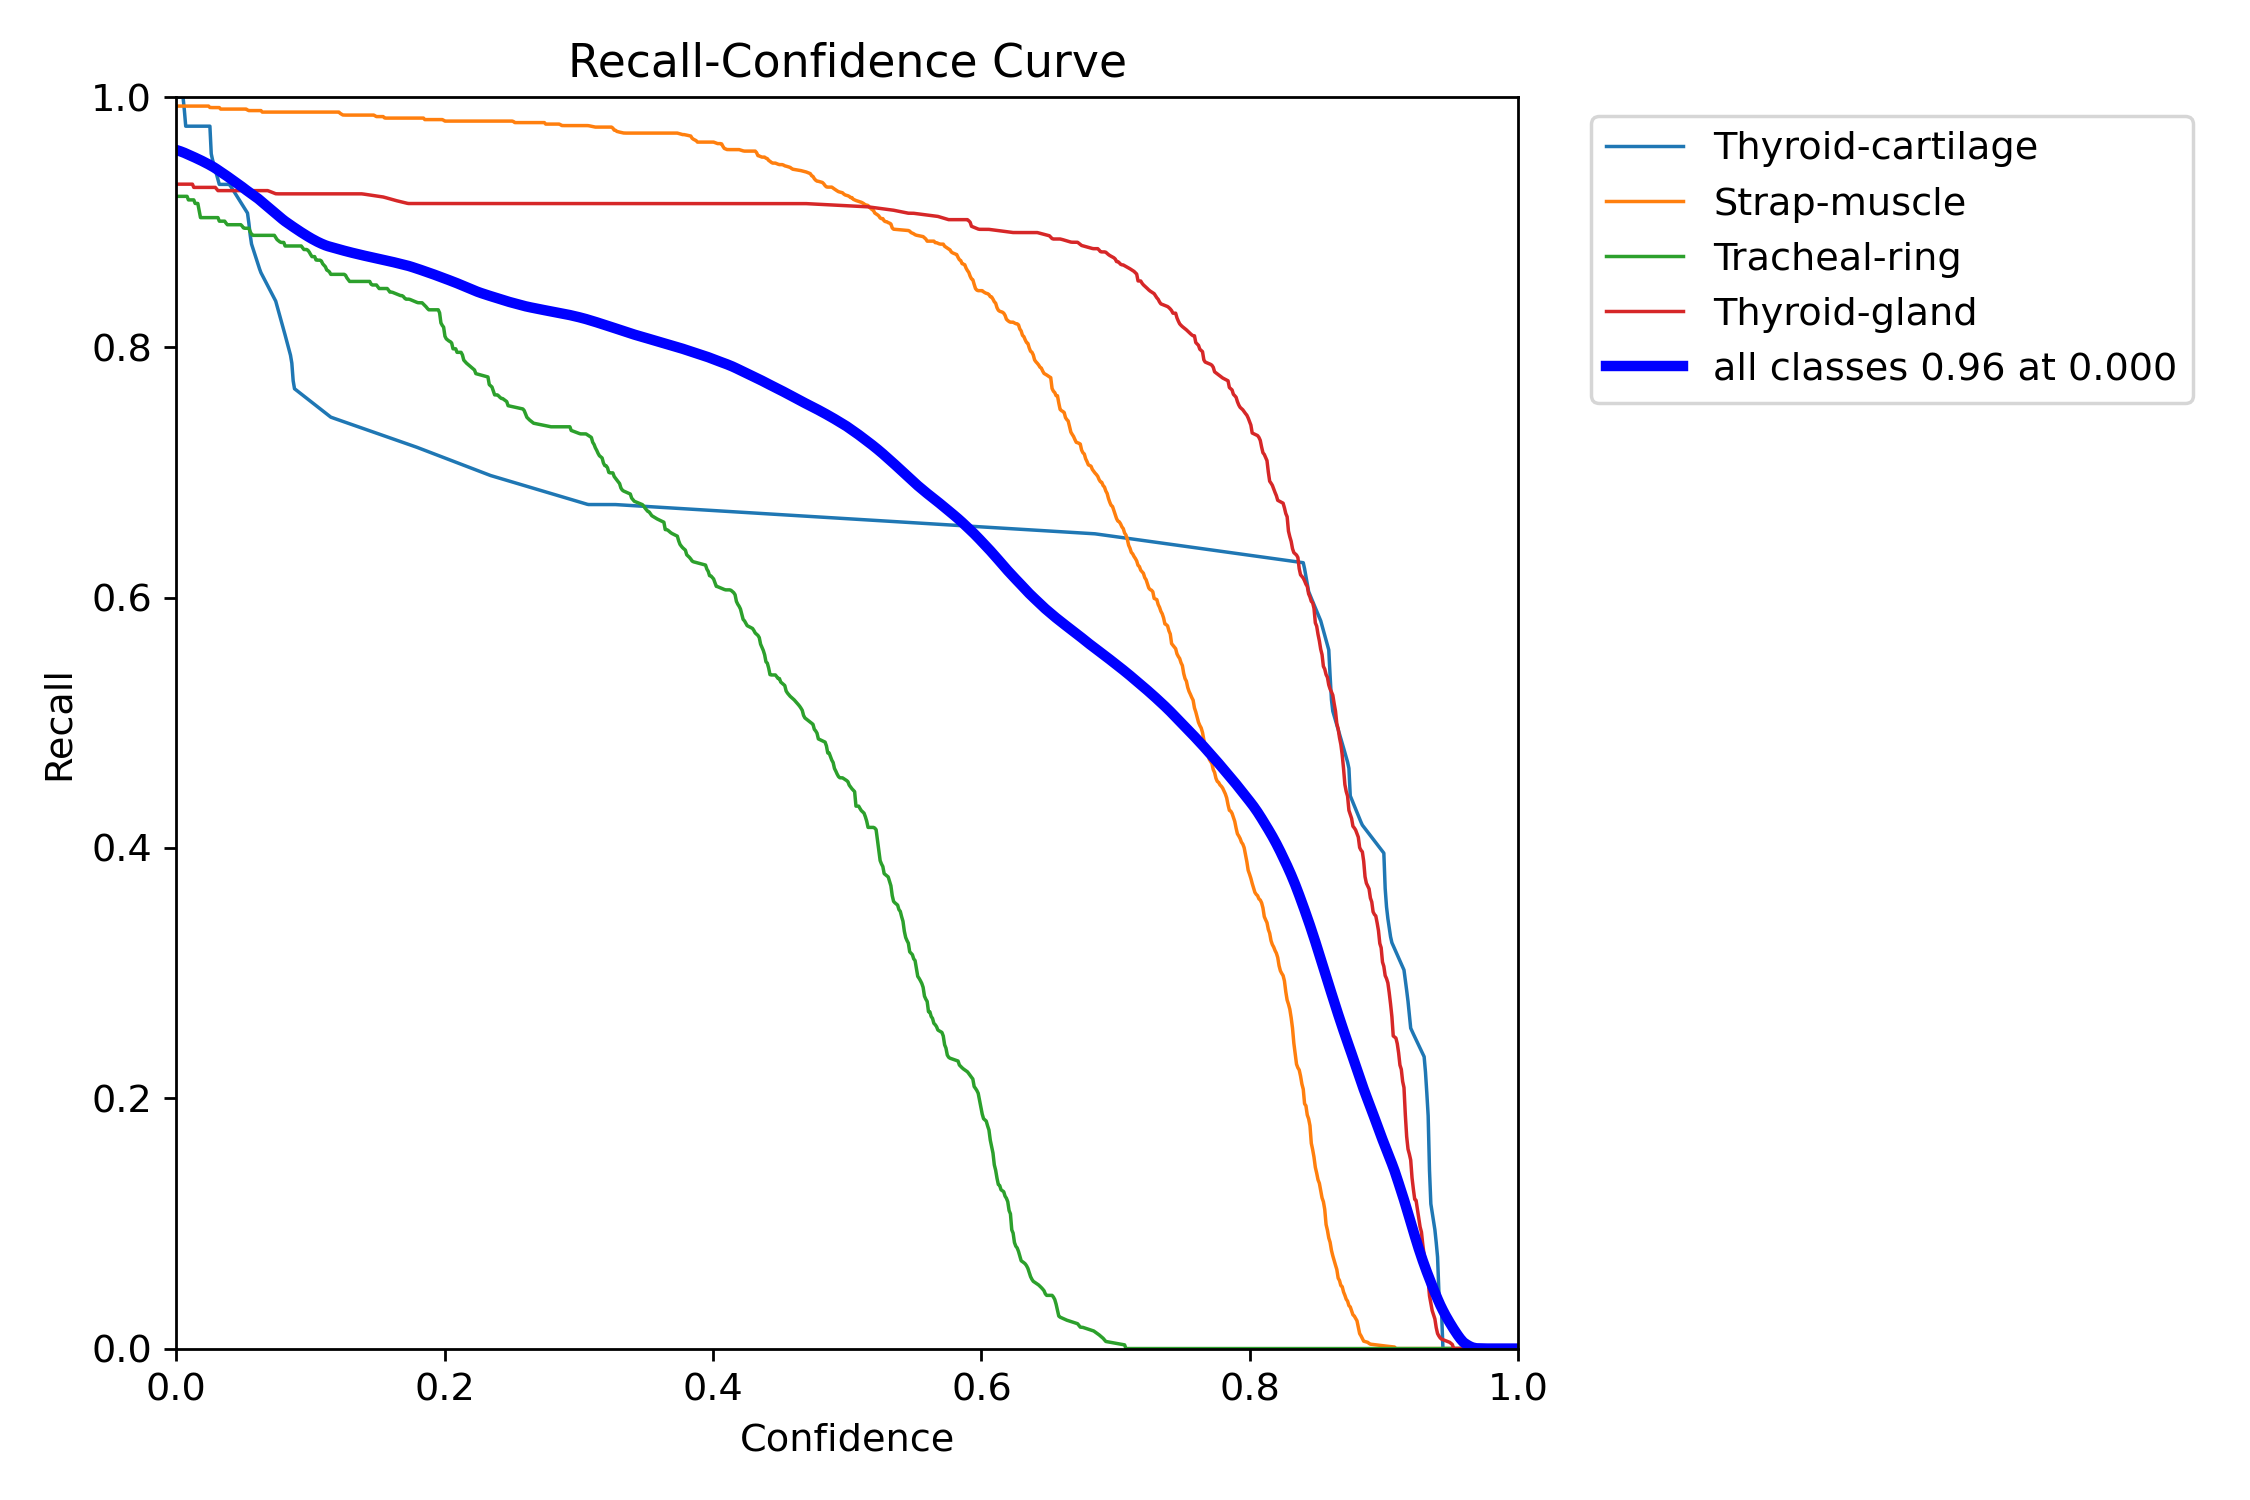 Recall-Confidence Curve
Thyroid-cartilage
Strap-muscle
Tracheal-ring
Thyroid-gland
all classes 0.96 at 0.000
Recall
1.0
0.8
0.6
0.4
0.2
0.0
0.0 0.2 0.4 0.6 0.8 1.0
Confidence